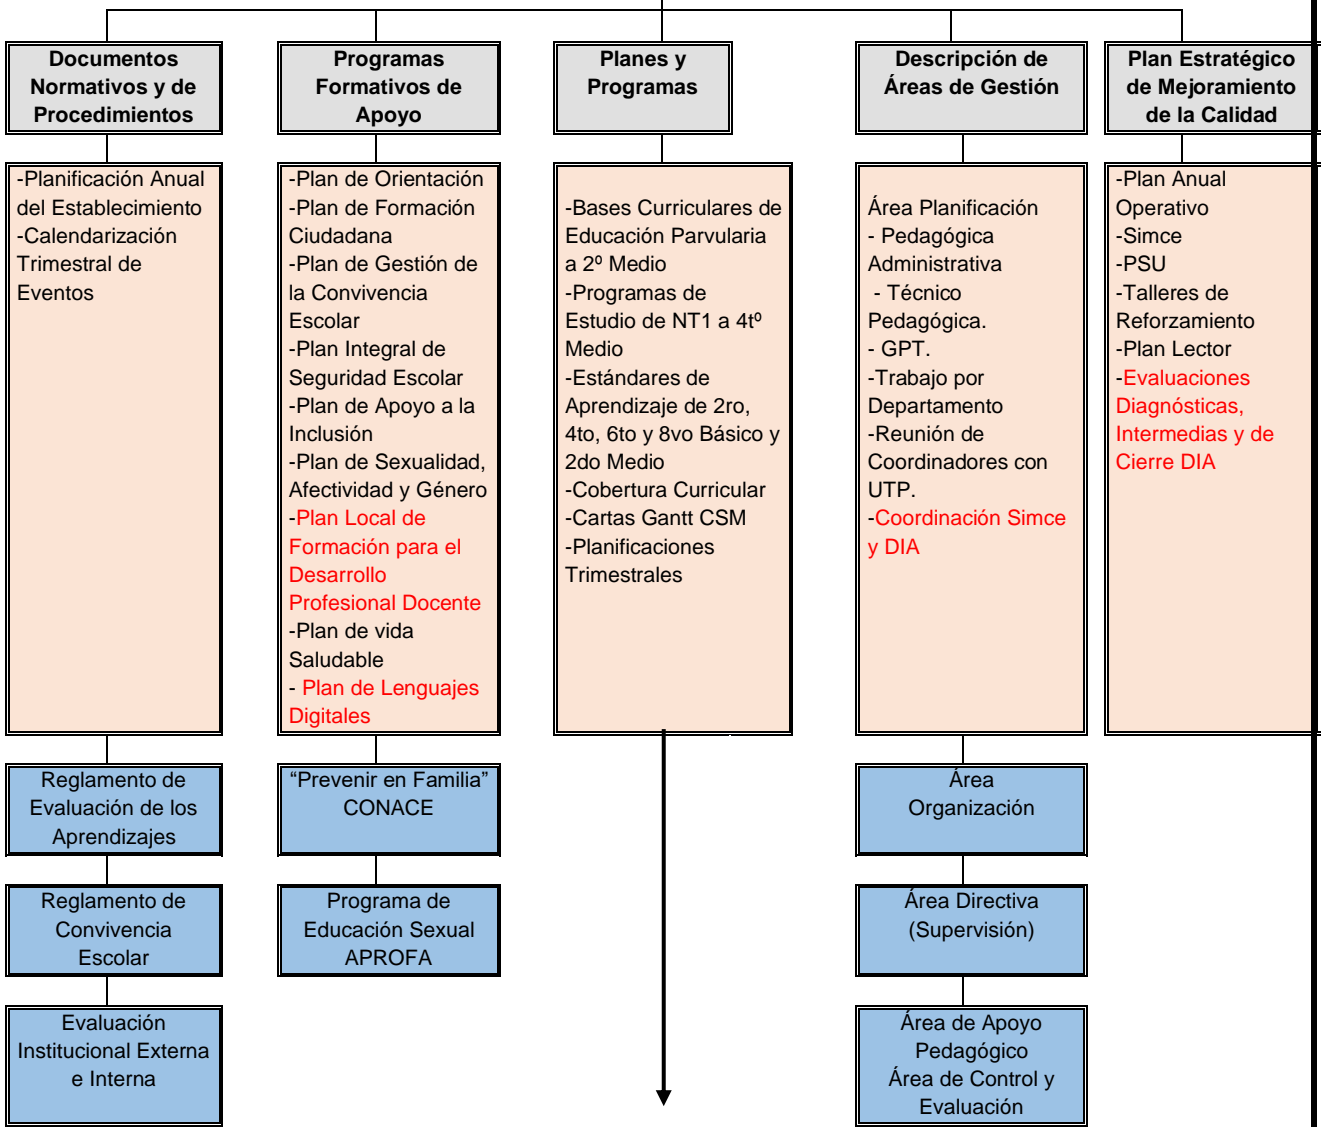 Documentos
Normativos y de
Procedimientos
Programas
Formativos de
Apoyo
Planes y
Programas
Descripción de
Áreas de Gestión
Plan Estratégico
de Mejoramiento
de la Calidad
-Planificación Anual
del Establecimiento
-Calendarización
Trimestral de
Eventos
-Plan de Orientación
-Plan de Formación
Ciudadana
-Plan de Gestión de
la Convivencia
Escolar
-Plan Integral de
Seguridad Escolar
-Plan de Apoyo a la
Inclusión
-Plan de Sexualidad,
Afectividad y Género
-Plan Local de
Formación para el
Desarrollo
Profesional Docente
-Plan de vida
Saludable
- Plan de Lenguajes
Digitales
-Bases Curriculares de
Educación Parvularia
a 2º Medio
-Programas de
Estudio de NT1 a 4tº
Medio
-Estándares de
Aprendizaje de 2ro,
4to, 6to y 8vo Básico y
2do Medio
-Cobertura Curricular
-Cartas Gantt CSM
-Planificaciones
Trimestrales
Área Planificación
- Pedagógica
Administrativa
- Técnico
Pedagógica.
- GPT.
-Trabajo por
Departamento
-Reunión de
Coordinadores con
UTP.
-Coordinación Simce
y DIA
-Plan Anual
Operativo
-Simce
-PSU
-Talleres de
Reforzamiento
-Plan Lector
-Evaluaciones
Diagnósticas,
Intermedias y de
Cierre DIA
Reglamento de
Evaluación de los
Aprendizajes
“Prevenir en Familia”
CONACE
Área
Organización
Reglamento de
Convivencia
Escolar
Programa de
Educación Sexual
APROFA
Área Directiva
(Supervisión)
Evaluación
Institucional Externa
e Interna
Área de Apoyo
Pedagógico
Área de Control y
Evaluación